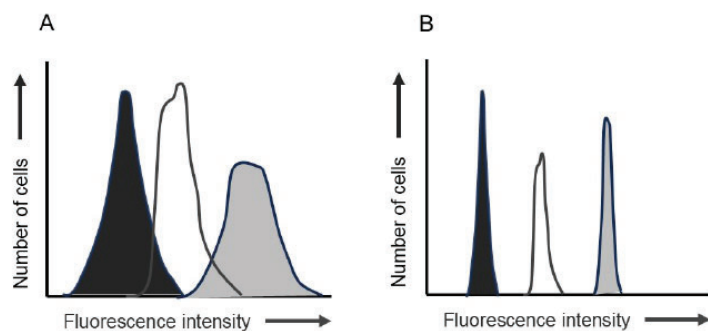 A
Number of cells
Fluorescence intensity
B
Number of cells
Fluorescence intensity